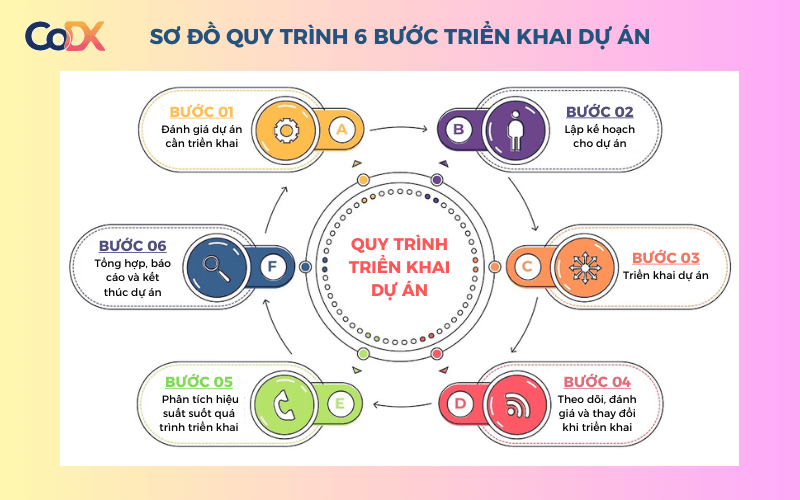 CoDX
SƠ ĐỒ QUY TRÌNH 6 BƯỚC TRIỂN KHAI DỰ ÁN
BƯỚC 01
Đánh giá dự án
cần triển khai
A
B
BƯỚC 02
Lập kế hoạch
cho dự án
BƯỚC 06
Tổng hợp, báo
cáo và kết
thúc dự án
F
QUY TRÌNH
TRIỂN KHAI
DỰ ÁN
C
BƯỚC 03
Triển khai dự án
BƯỚC 05
Phân tích hiệu
suất suốt quá
trình triển khai
E
D
BƯỚC 04
Theo dõi, đánh
giá và thay đổi
khi triển khai